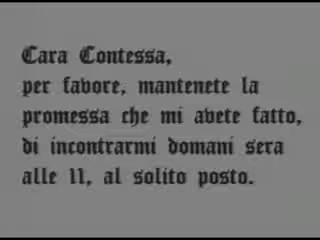 Cara Contessa,
per favore, mantenete la
promessa che mi avete fatto,
di incontrarmi domani sera
alle 11, al solito posto.